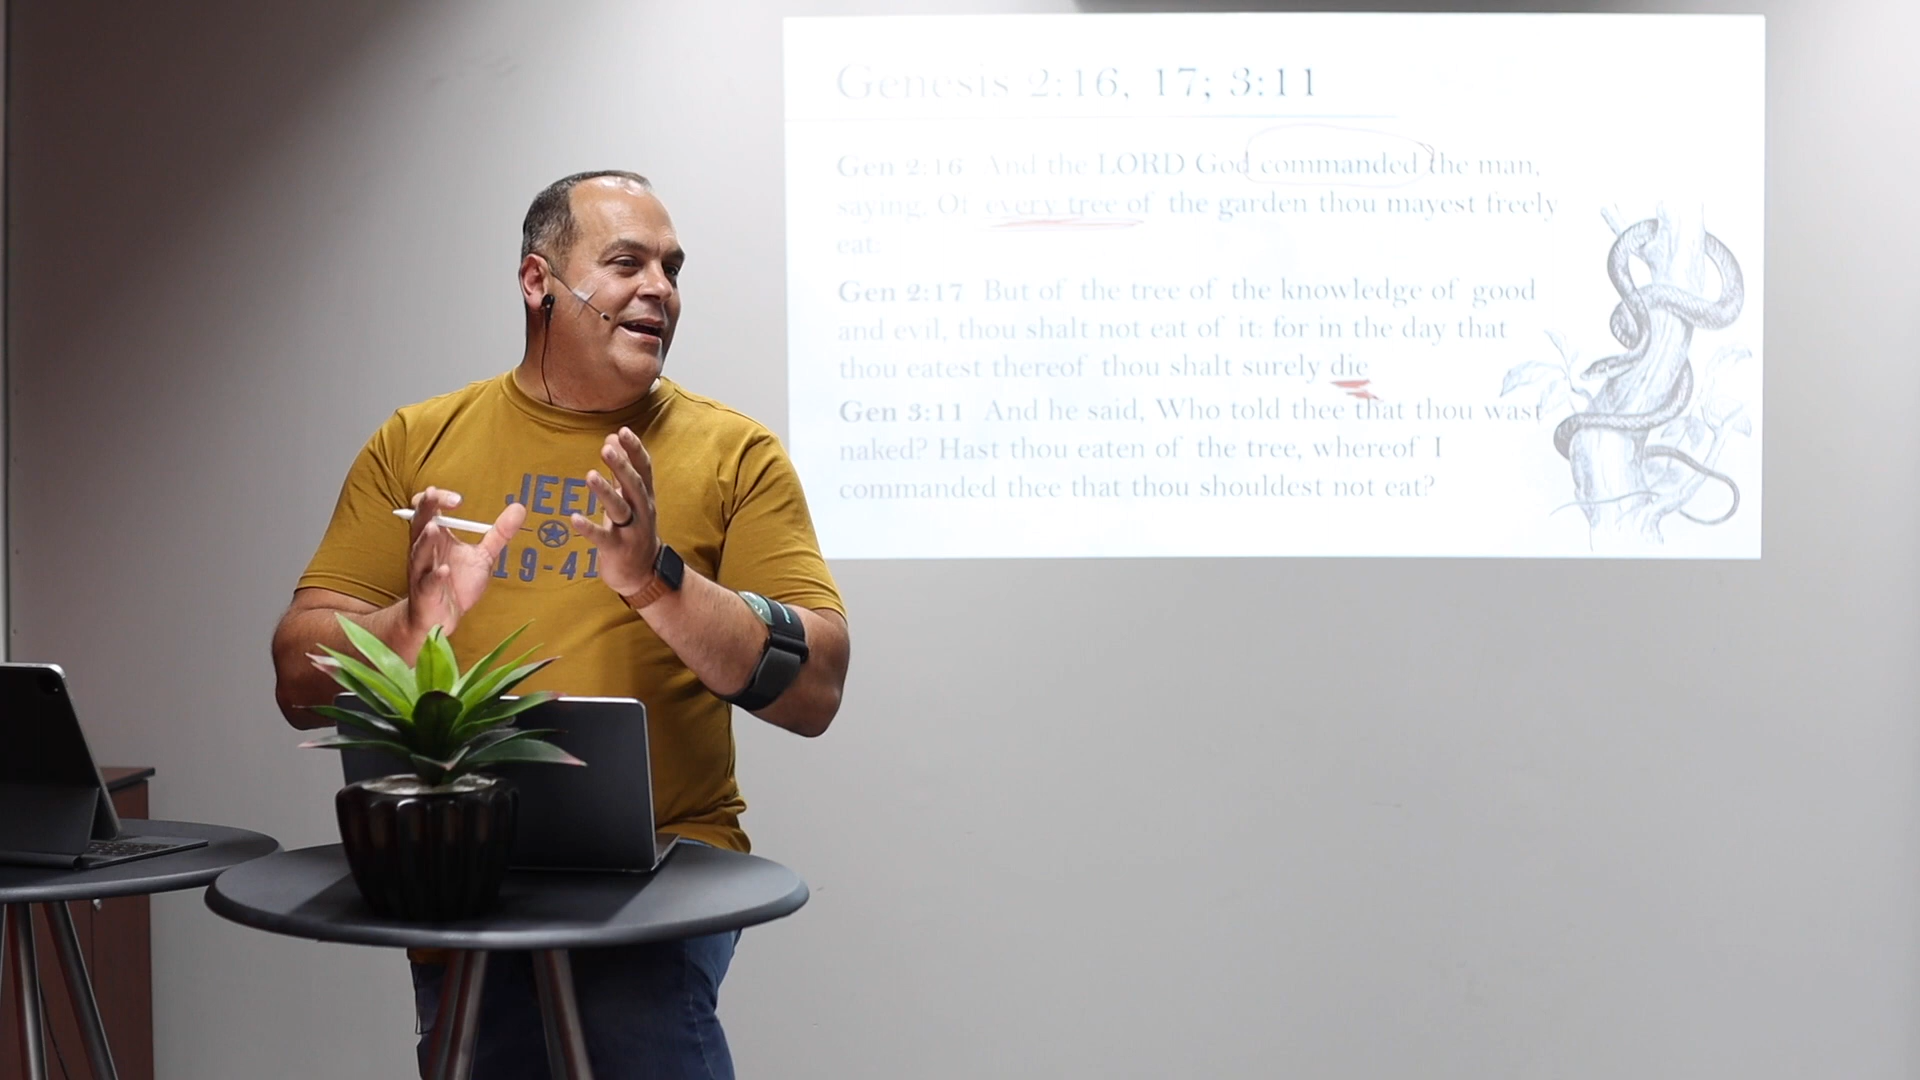 Genesis 2:16, 17; 3:11
Gen 2:16 And the LORD God commanded the man,
saying, Of every tree of the garden thou mayest freely
eat:
Gen 2:17 But of the tree of the knowledge of good
and evil, thou shalt not eat of it: for in the day that
thou eatest thereof thou shalt surely die
Gen 3:11 And he said, Who told thee that thou wast
naked? Hast thou eaten of the tree, whereof I
commanded thee that thou shouldest not eat?
JEEP
19-41